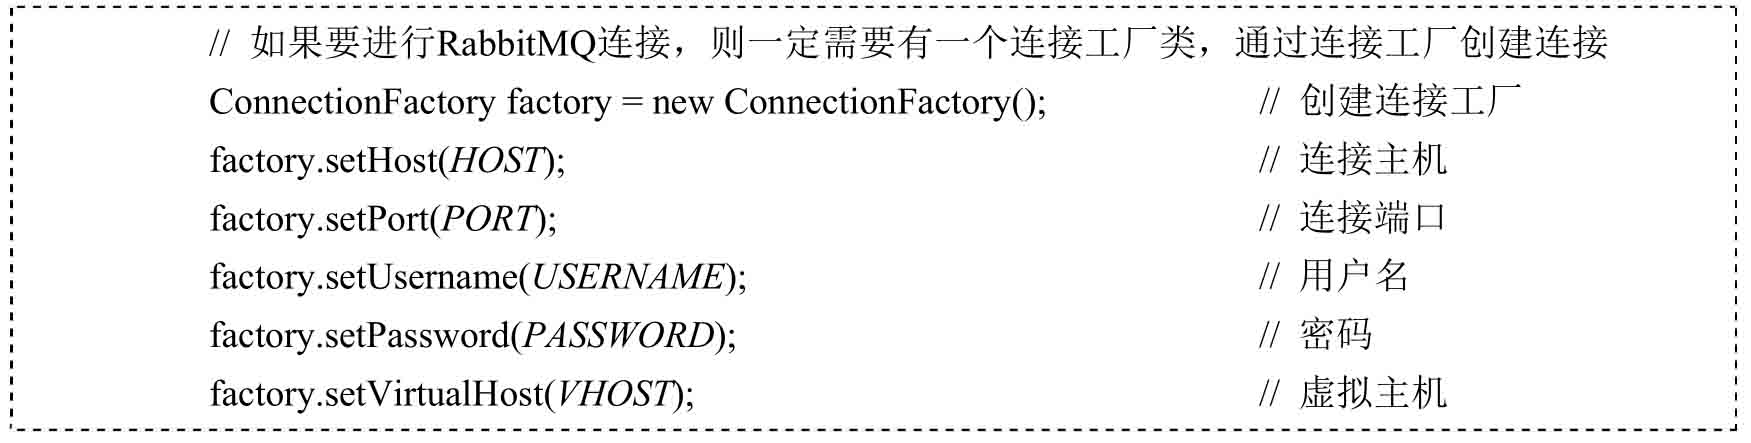 // 如果要进行RabbitMQ连接，则一定需要有一个连接工厂类，通过连接工厂创建连接
ConnectionFactory factory = new ConnectionFactory(); // 创建连接工厂
factory.setHost(HOST); // 连接主机
factory.setPort(PORT); // 连接端口
factory.setUsername(USERNAME); // 用户名
factory.setPassword(PASSWORD); // 密码
factory.setVirtualHost(VHOST); // 虚拟主机